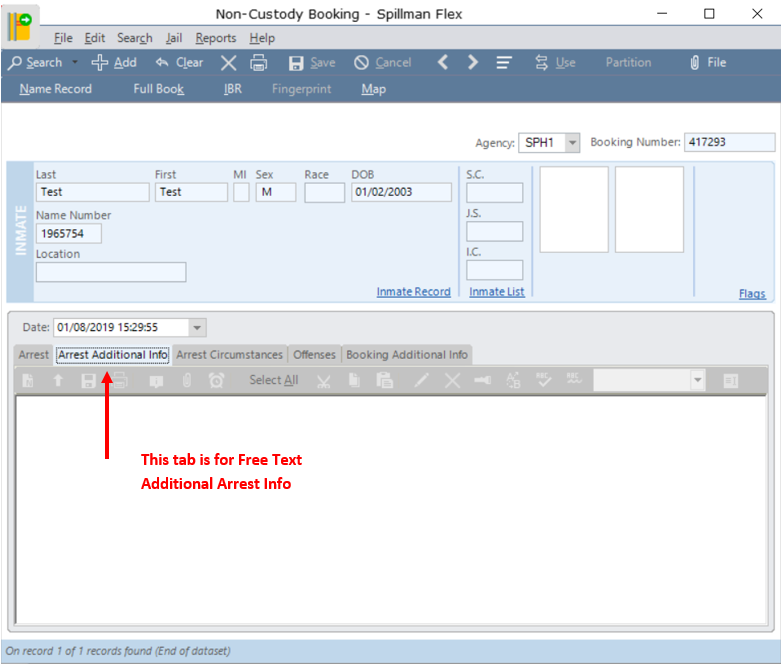 Non-Custody Booking - Spillman Flex
File Edit Search Jail Reports Help
Search Add Clear Save Cancel Use Partition File
Name Record Full Book IBR Fingerprint Map
Agency: SPH1 Booking Number: 417293
INMATE
Last First MI Sex Race DOB S.C.
Test Test M 01/02/2003
Name Number J.S.
1965754
Location I.C.
Inmate Record Inmate List Flags
Date: 01/08/2019 15:29:55
Arrest Arrest Additional Info Arrest Circumstances Offenses Booking Additional Info
Select All
This tab is for Free Text
Additional Arrest Info
On record 1 of 1 records found (End of dataset)